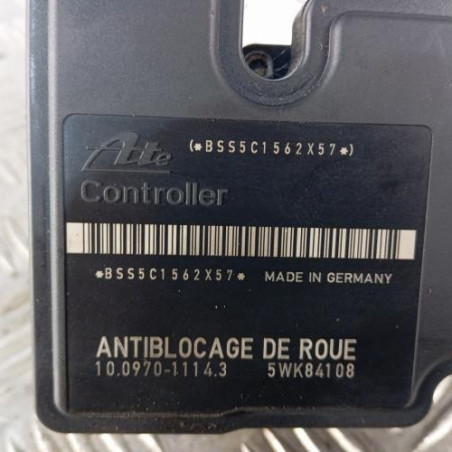 (*BSS5C1562X57*)
Ate
Controller
*BSS5C1562X57* MADE IN GERMANY
ANTIBLOCAGE DE ROUE
10.0970-1114.3 5WK84108